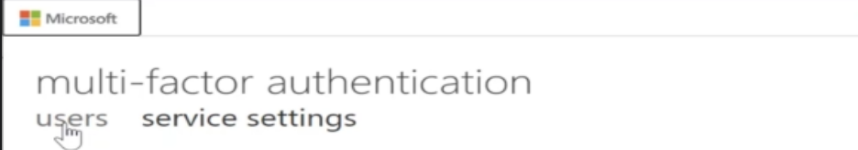 Microsoft
multi-factor authentication
users service settings